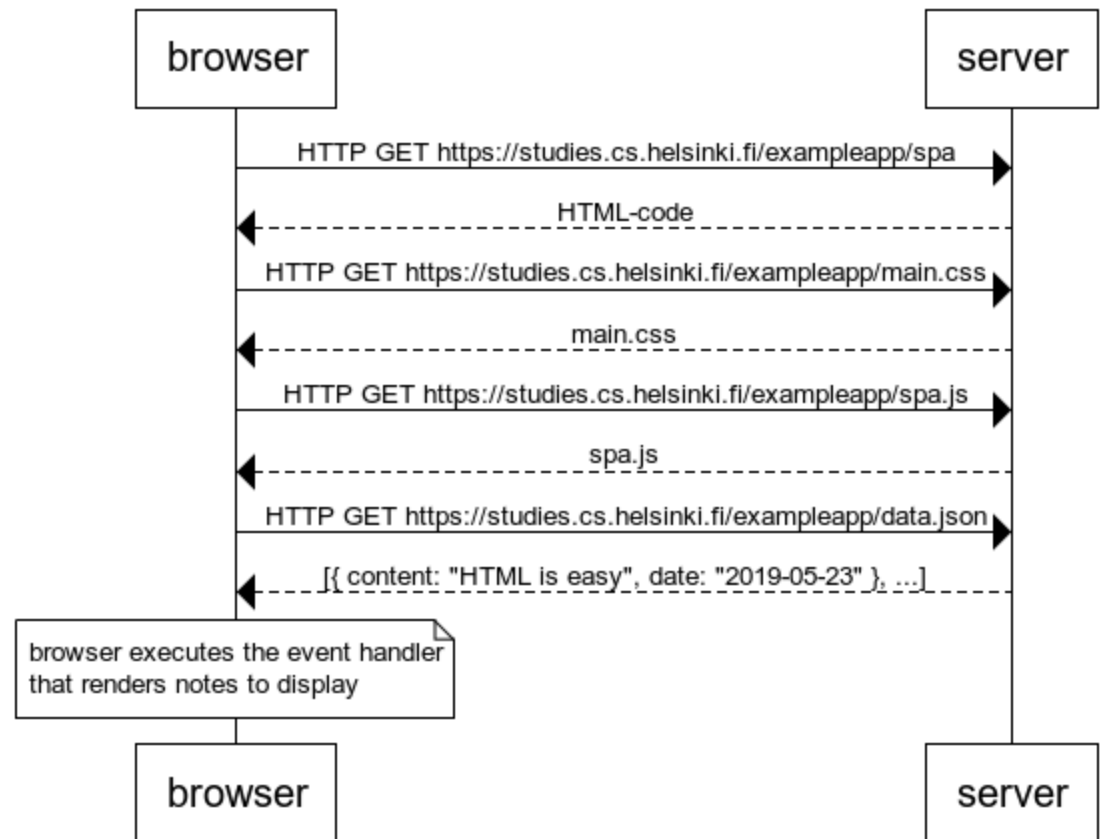 browser
server
HTTP GET https://studies.cs.helsinki.fi/exampleapp/spa
HTML-code
HTTP GET https://studies.cs.helsinki.fi/exampleapp/main.css
main.css
HTTP GET https://studies.cs.helsinki.fi/exampleapp/spa.js
spa.js
HTTP GET https://studies.cs.helsinki.fi/exampleapp/data.json
[{ content: "HTML is easy", date: "2019-05-23" }, ...]
browser executes the event handler
that renders notes to display
browser
server